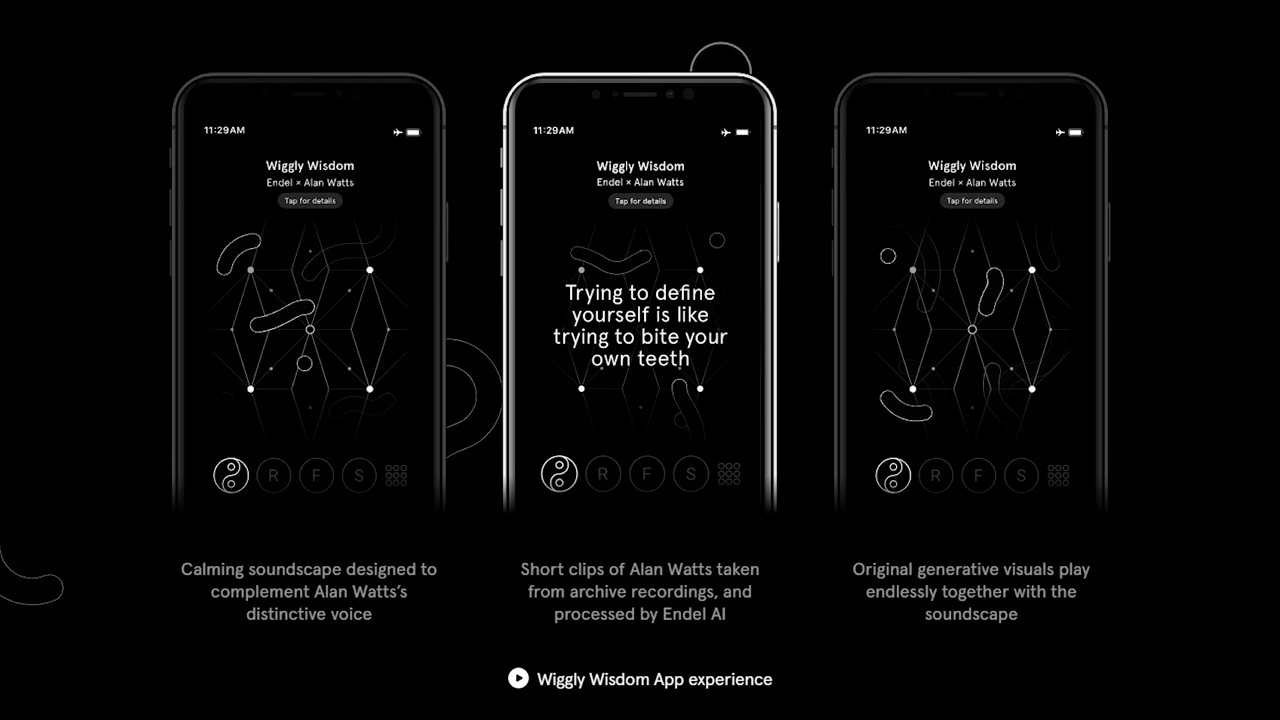 11:29AM
Wiggly Wisdom
Endel × Alan Watts
Tap for details
R F S
Calming soundscape designed to
complement Alan Watts’s
distinctive voice
11:29AM
Wiggly Wisdom
Endel × Alan Watts
Tap for details
Trying to define
yourself is like
trying to bite your
own teeth
R F S
Short clips of Alan Watts taken
from archive recordings, and
processed by Endel AI
11:29AM
Wiggly Wisdom
Endel × Alan Watts
Tap for details
R F S
Original generative visuals play
endlessly together with the
soundscape
Wiggly Wisdom App experience